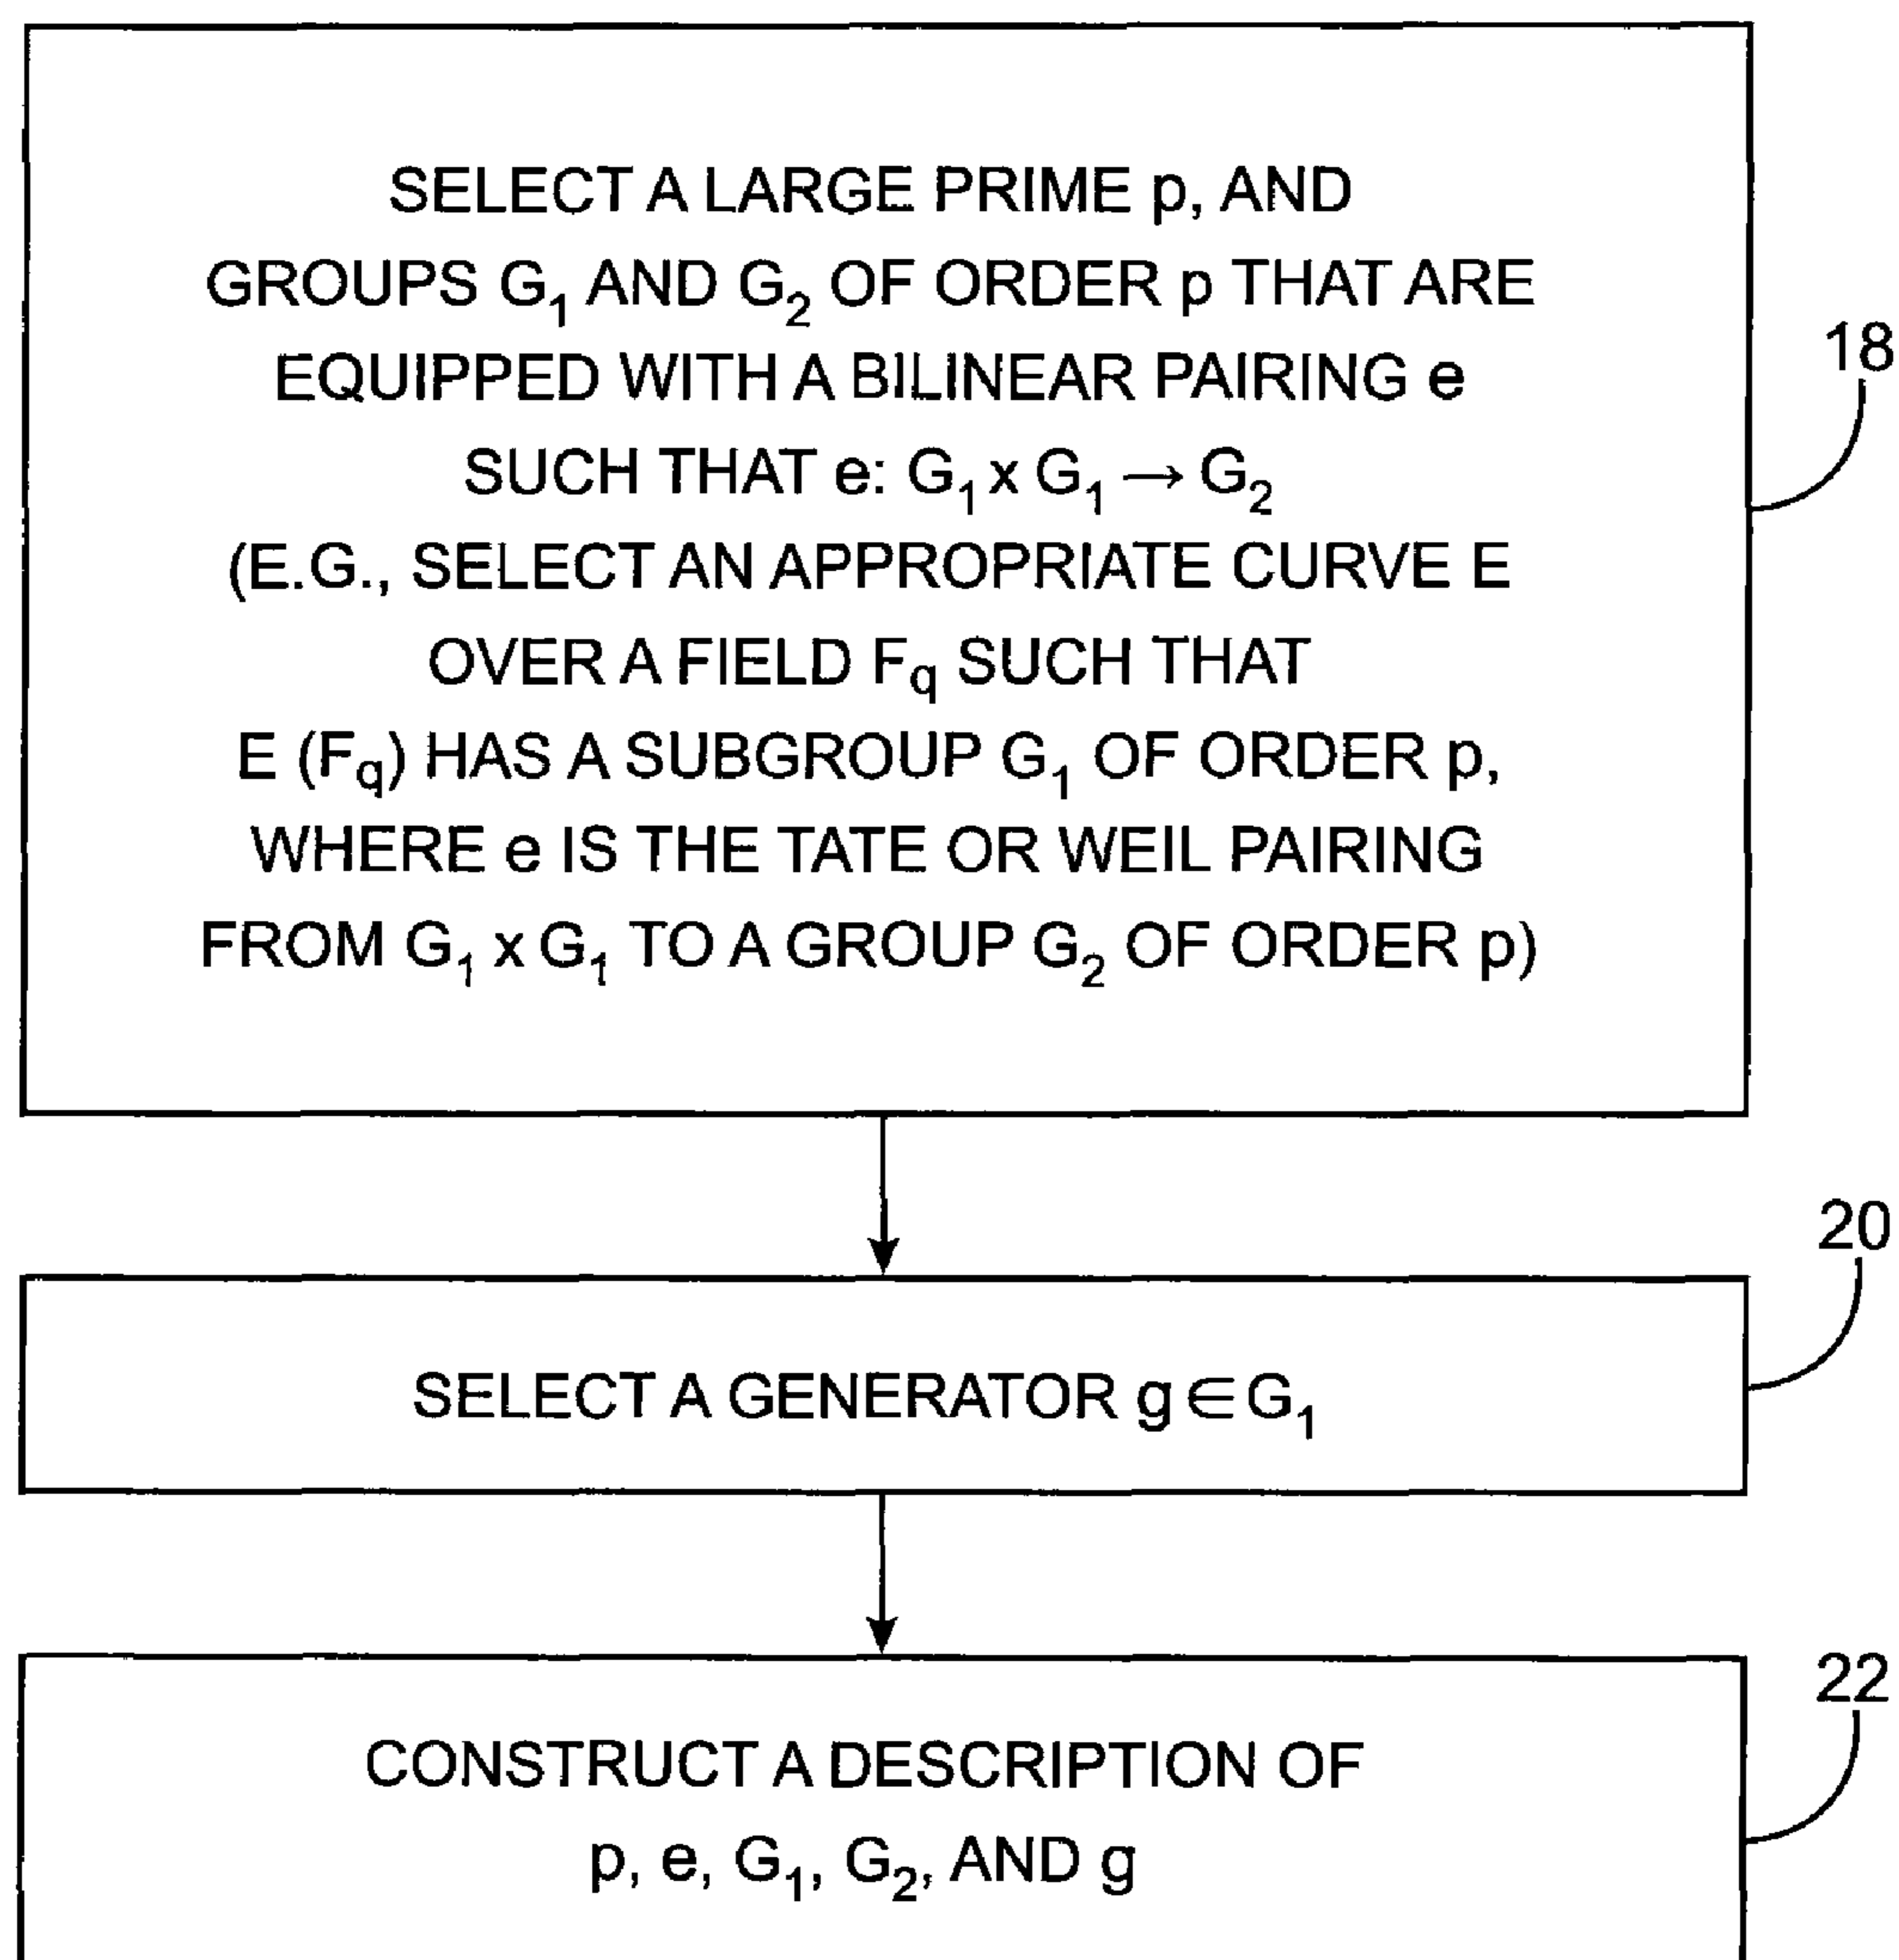 SELECT A LARGE PRIME p, AND
GROUPS G₁ AND G₂ OF ORDER p THAT ARE
EQUIPPED WITH A BILINEAR PAIRING e
SUCH THAT e: G₁ x G₁ → G₂
(E.G., SELECT AN APPROPRIATE CURVE E
OVER A FIELD F_q SUCH THAT
E (F_q) HAS A SUBGROUP G₁ OF ORDER p,
WHERE e IS THE TATE OR WEIL PAIRING
FROM G₁ x G₁ TO A GROUP G₂ OF ORDER p)
18
20
SELECT A GENERATOR g ∈ G₁
22
CONSTRUCT A DESCRIPTION OF
p, e, G₁, G₂, AND g